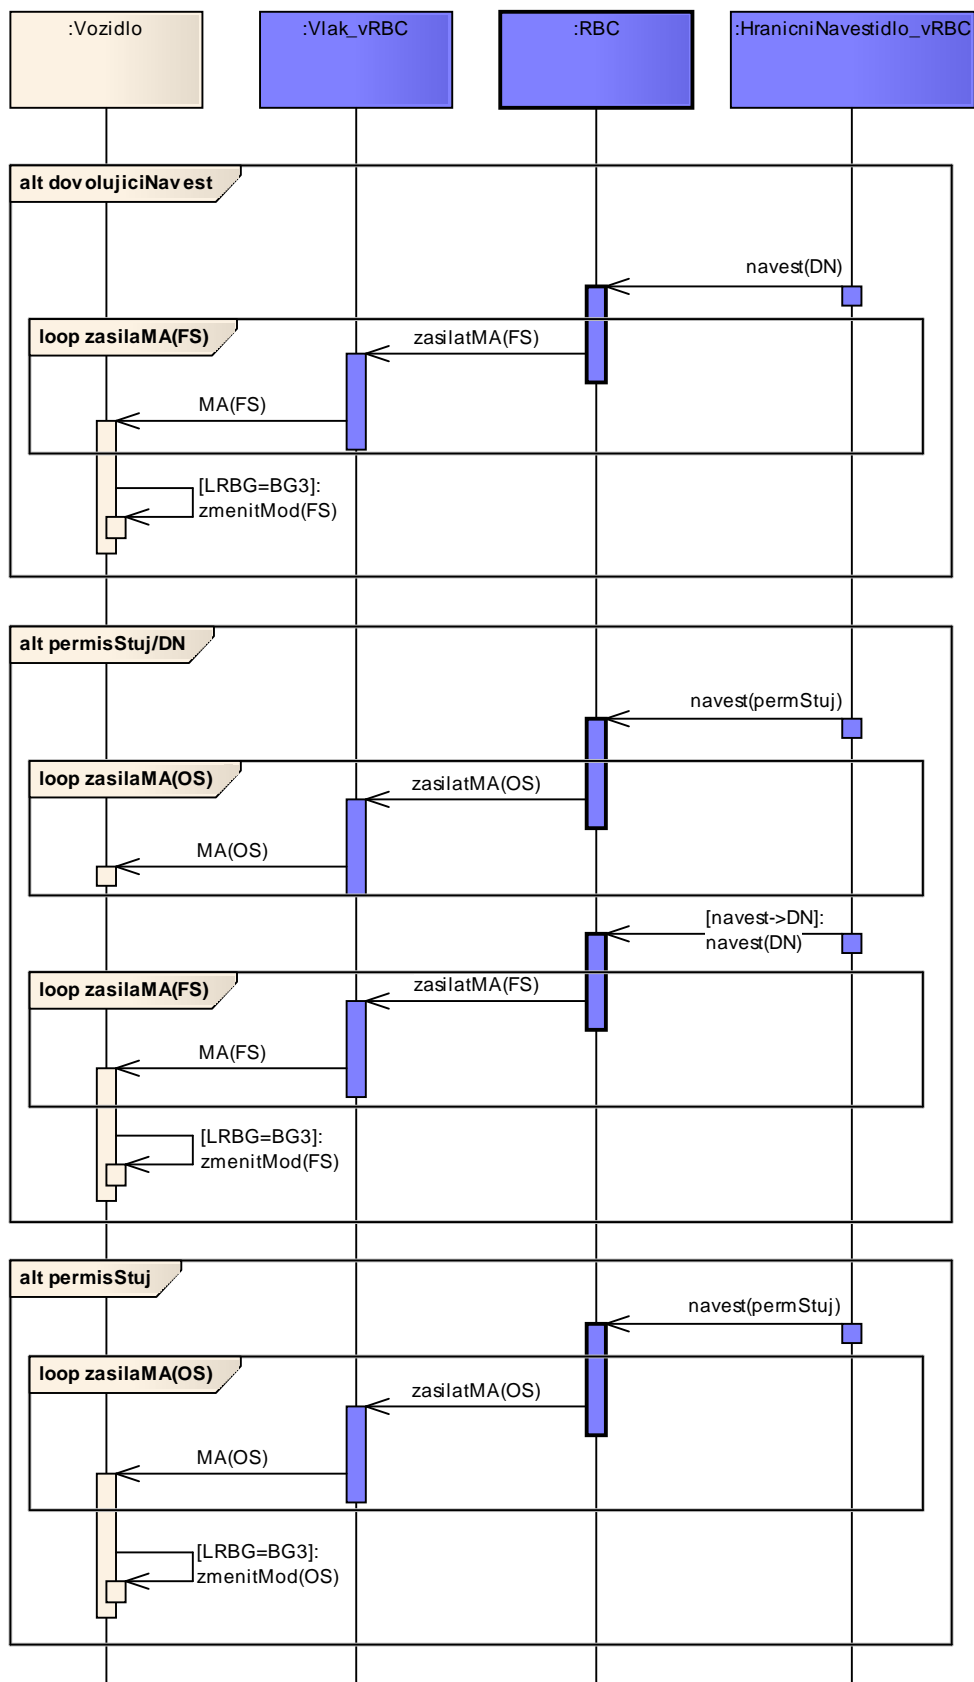 :Vozidlo
:Vlak_vRBC
:RBC
:HranicniNavestidlo_vRBC
alt dovolujiciNavest
navest(DN)
loop zasilaMA(FS)
zasilatMA(FS)
MA(FS)
[LRBG=BG3]:
zmenitMod(FS)
alt permisStuj/DN
navest(permStuj)
loop zasilaMA(OS)
zasilatMA(OS)
MA(OS)
[navest->DN]:
navest(DN)
loop zasilaMA(FS)
zasilatMA(FS)
MA(FS)
[LRBG=BG3]:
zmenitMod(FS)
alt permisStuj
navest(permStuj)
loop zasilaMA(OS)
zasilatMA(OS)
MA(OS)
[LRBG=BG3]:
zmenitMod(OS)